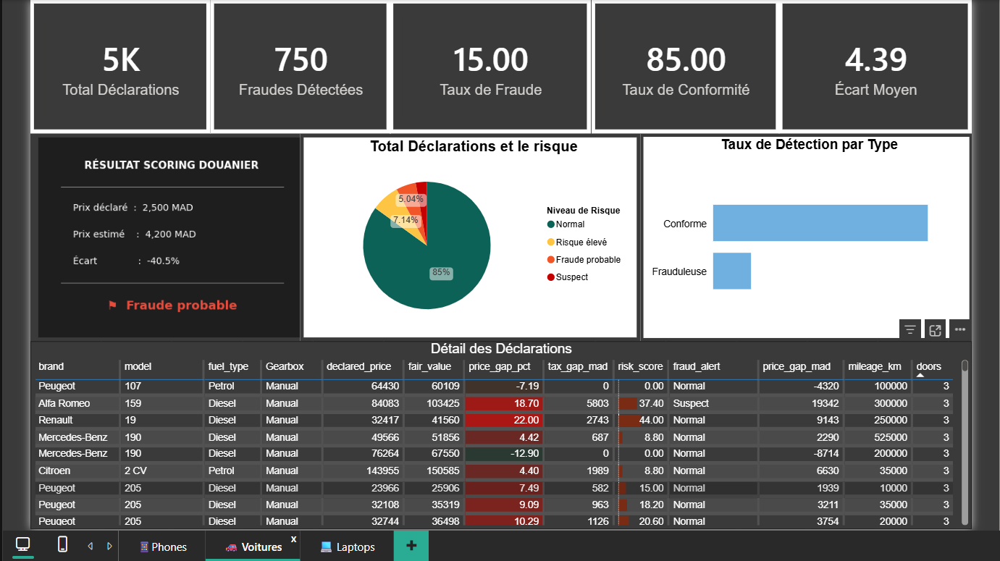 5K
Total Déclarations
750
Fraudes Détectées
15.00
Taux de Fraude
85.00
Taux de Conformité
4.39
Écart Moyen
RÉSULTAT SCORING DOUANIER
Prix déclaré : 2,500 MAD
Prix estimé : 4,200 MAD
Écart : -40.5%
Fraude probable
Total Déclarations et le risque
5.04%
7.14%
85%
Niveau de Risque
Normal
Risque élevé
Fraude probable
Suspect
Taux de Détection par Type
Conforme
Frauduleuse
Détail des Déclarations
brand model fuel_type Gearbox declared_price fair_value price_gap_pct tax_gap_mad risk_score fraud_alert price_gap_mad mileage_km doors
Peugeot 107 Petrol Manual 64430 60109 -7.19 0 0.00 Normal -4320 100000 3
Alfa Romeo 159 Diesel Manual 84083 103425 18.70 5803 37.40 Suspect 19342 300000 3
Renault 19 Diesel Manual 32417 41560 22.00 2743 44.00 Normal 9143 250000 3
Mercedes-Benz 190 Diesel Manual 49566 51856 4.42 687 8.80 Normal 2290 525000 3
Mercedes-Benz 190 Diesel Manual 76264 67550 -12.90 0 0.00 Normal -8714 200000 3
Citroen 2 CV Petrol Manual 143955 150585 4.40 1989 8.80 Normal 6630 35000 3
Peugeot 205 Diesel Manual 23966 25906 7.49 582 15.00 Normal 1939 10000 3
Peugeot 205 Diesel Manual 32108 35319 9.09 963 18.20 Normal 3211 35000 3
Peugeot 205 Diesel Manual 32744 36498 10.29 1126 20.60 Normal 3754 20000 3
Phones Voitures x Laptops +